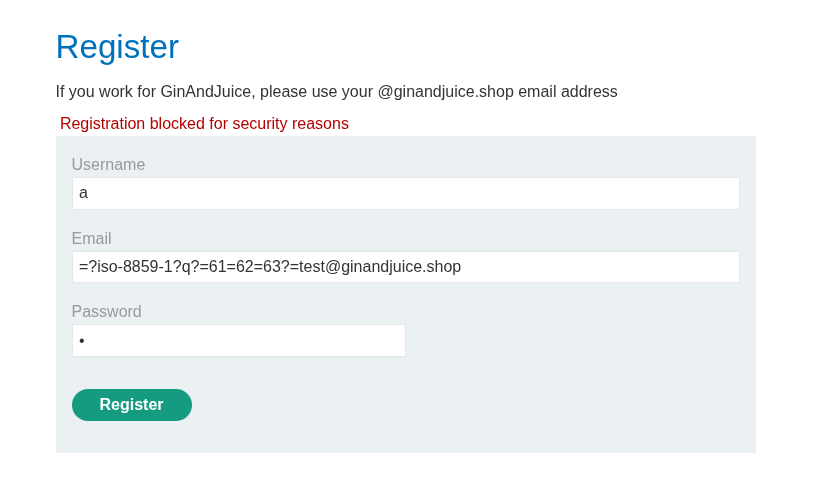 Register
If you work for GinAndJuice, please use your @ginandjuice.shop email address
Registration blocked for security reasons
Username
a
Email
=?iso-8859-1?q?=61=62=63?=test@ginandjuice.shop
Password
•
Register